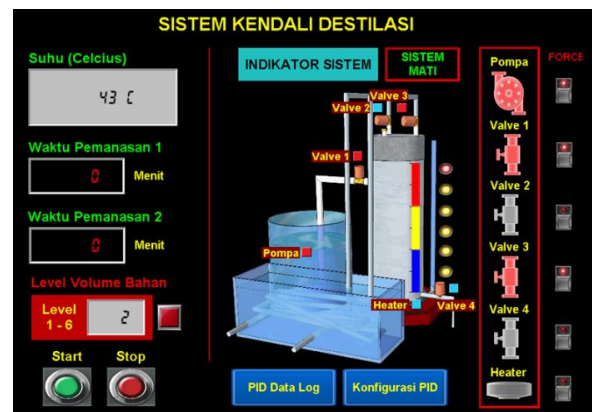 SISTEM KENDALI DESTILASI
Suhu (Celcius)
43 C
Waktu Pemanasan 1
0 Menit
Waktu Pemanasan 2
0 Menit
Level Volume Bahan
Level
1 - 6
2
Start Stop
INDIKATOR SISTEM
SISTEM
MATI
Valve 3
Valve 2
Valve 1
Pompa
Heater
Valve 4
PID Data Log
Konfigurasi PID
Pompa
FORCE
Valve 1
Valve 2
Valve 3
Valve 4
Heater